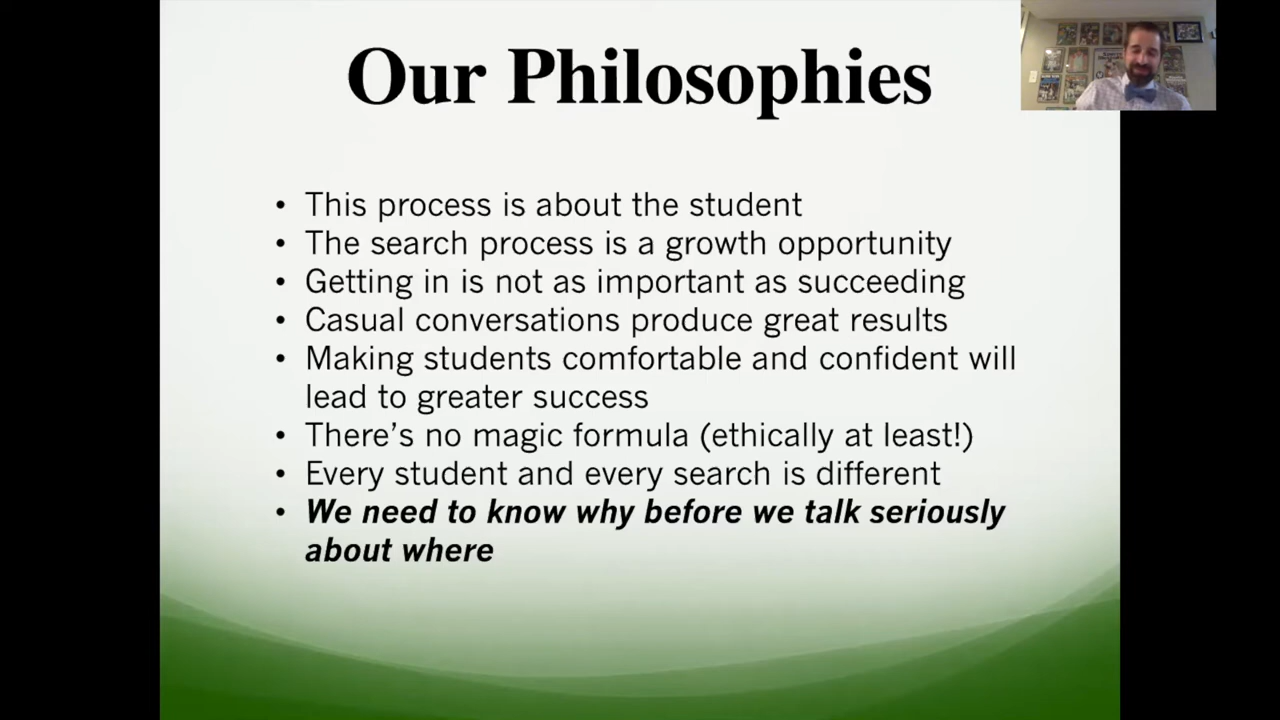 Our Philosophies
• This process is about the student
• The search process is a growth opportunity
• Getting in is not as important as succeeding
• Casual conversations produce great results
• Making students comfortable and confident will
lead to greater success
• There’s no magic formula (ethically at least!)
• Every student and every search is different
• We need to know why before we talk seriously
about where